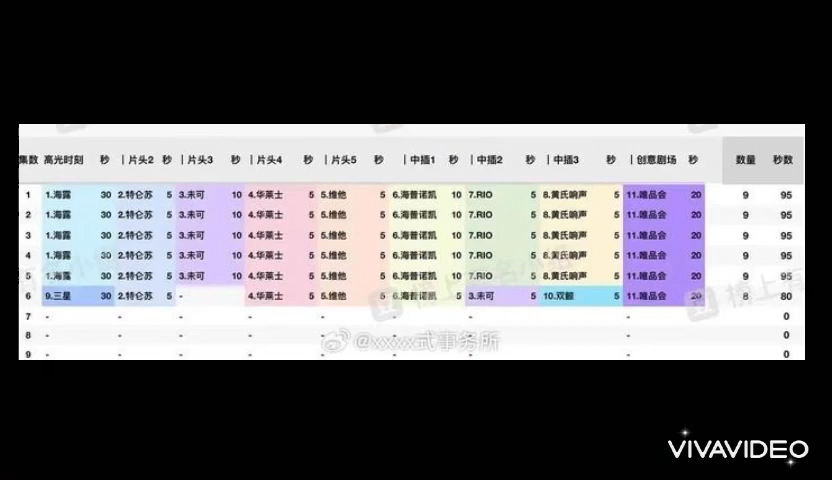 集数 高光时刻 秒 | 片头2 秒 | 片头3 秒 | 片头4 秒 | 片头5 秒 | 中插1 秒 | 中插2 秒 | 中插3 秒 | 创意剧场 秒 数量 秒数
1 1.海露 30 2.特仑苏 5 3.未可 10 4.华莱士 5 5.维他 5 6.海普诺凯 10 7.RIO 5 8.黄氏响声 5 11.唯品会 20 9 95
2 1.海露 30 2.特仑苏 5 3.未可 10 4.华莱士 5 5.维他 5 6.海普诺凯 10 7.RIO 5 8.黄氏响声 5 11.唯品会 20 9 95
3 1.海露 30 2.特仑苏 5 3.未可 10 4.华莱士 5 5.维他 5 6.海普诺凯 10 7.RIO 5 8.黄氏响声 5 11.唯品会 20 9 95
4 1.海露 30 2.特仑苏 5 3.未可 10 4.华莱士 5 5.维他 5 6.海普诺凯 10 7.RIO 5 8.黄氏响声 5 11.唯品会 20 9 95
5 1.海露 30 2.特仑苏 5 3.未可 10 4.华莱士 5 5.维他 5 6.海普诺凯 10 7.RIO 5 8.黄氏响声 5 11.唯品会 20 9 95
6 9.三星 30 2.特仑苏 5 - 4.华莱士 5 5.维他 5 6.海普诺凯 5 3.未可 5 10.双鲸 5 11.唯品会 20 8 80
7 - - - - - - - - 0
8 - - - - - - - - 0
9 - - - - - - - - 0
@xxxxx式事务所
VIVAVIDEO